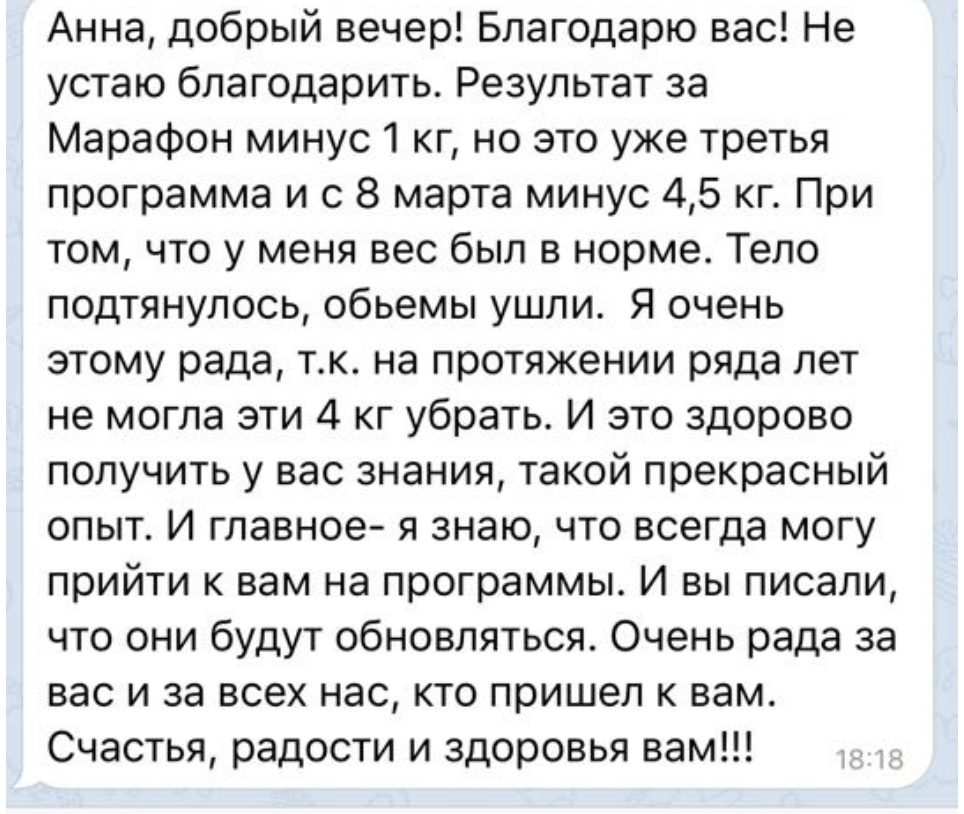 Анна, добрый вечер! Благодарю вас! Не
устаю благодарить. Результат за
Марафон минус 1 кг, но это уже третья
программа и с 8 марта минус 4,5 кг. При
том, что у меня вес был в норме. Тело
подтянулось, обьемы ушли.  Я очень
этому рада, т.к. на протяжении ряда лет
не могла эти 4 кг убрать. И это здорово
получить у вас знания, такой прекрасный
опыт. И главное- я знаю, что всегда могу
прийти к вам на программы. И вы писали,
что они будут обновляться. Очень рада за
вас и за всех нас, кто пришел к вам.
Счастья, радости и здоровья вам!!!
18:18